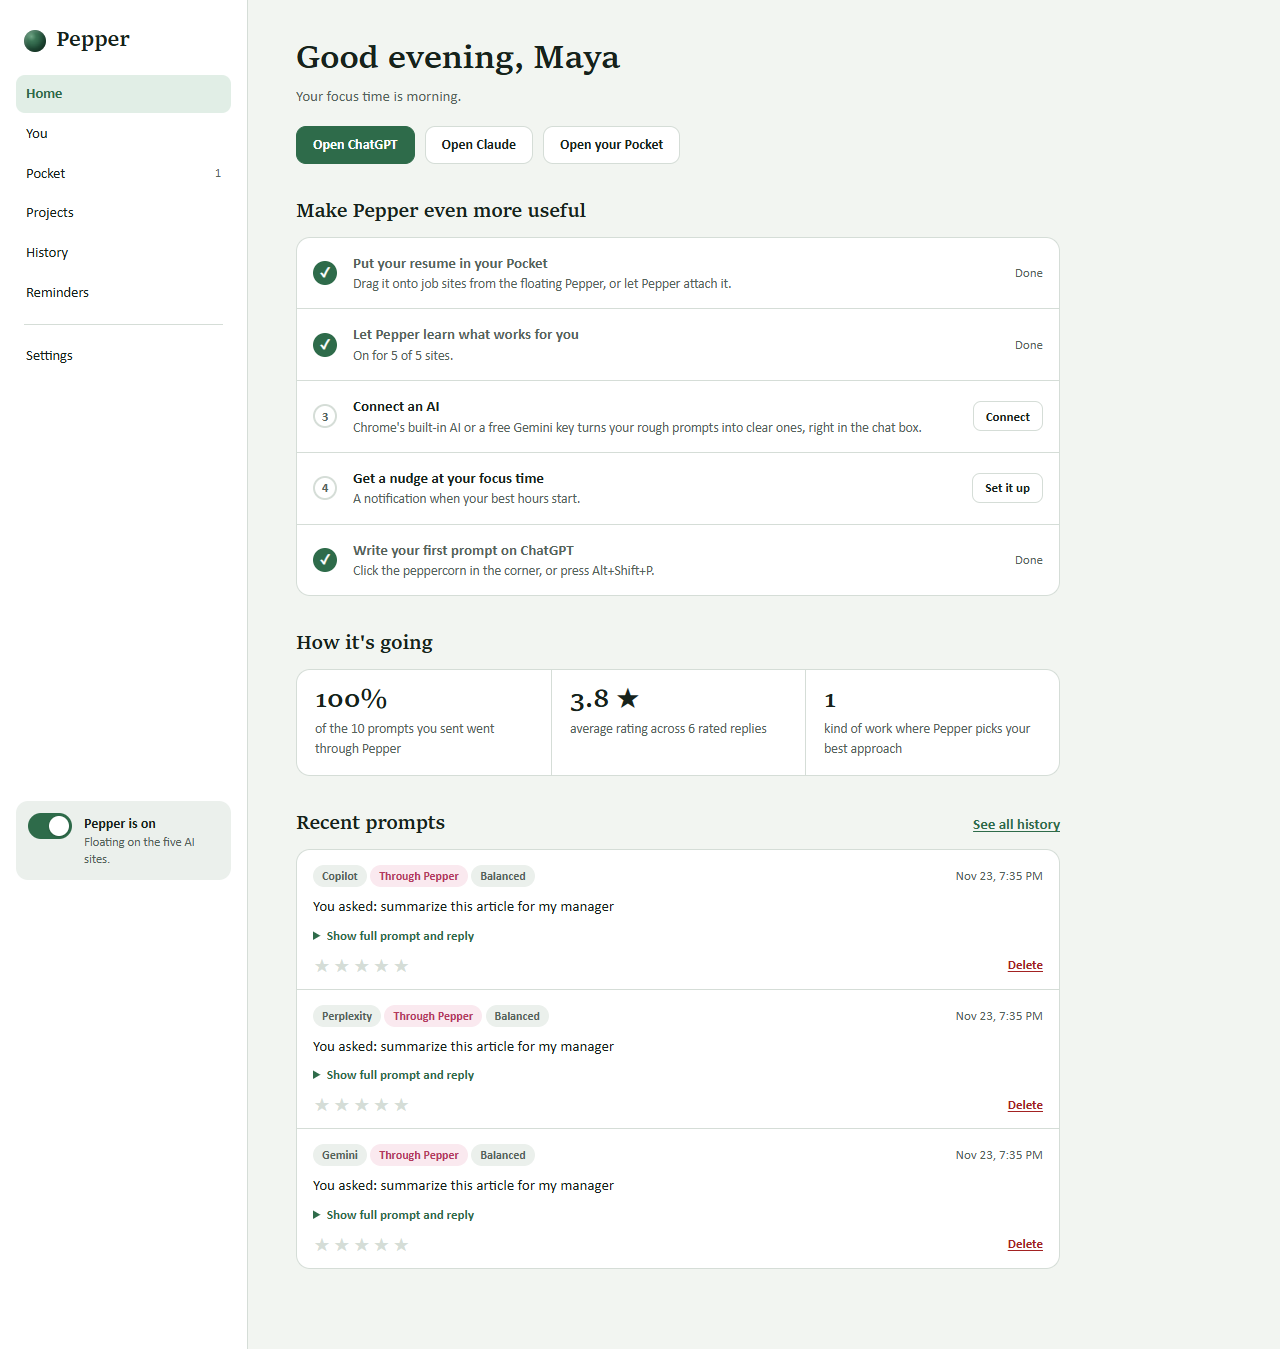 Pepper
Home
You
Pocket 1
Projects
History
Reminders
Settings
Pepper is on
Floating on the five AI
sites.
Good evening, Maya
Your focus time is morning.
Open ChatGPT Open Claude Open your Pocket
Make Pepper even more useful
Put your resume in your Pocket
Drag it onto job sites from the floating Pepper, or let Pepper attach it.
Done
Let Pepper learn what works for you
On for 5 of 5 sites.
Done
3
Connect an AI
Chrome's built-in AI or a free Gemini key turns your rough prompts into clear ones, right in the chat box.
Connect
4
Get a nudge at your focus time
A notification when your best hours start.
Set it up
Write your first prompt on ChatGPT
Click the peppercorn in the corner, or press Alt+Shift+P.
Done
How it's going
100%
of the 10 prompts you sent went
through Pepper
3.8 ★
average rating across 6 rated replies
1
kind of work where Pepper picks your
best approach
Recent prompts See all history
Copilot Through Pepper Balanced Nov 23, 7:35 PM
You asked: summarize this article for my manager
▶ Show full prompt and reply
★ ★ ★ ★ ★ Delete
Perplexity Through Pepper Balanced Nov 23, 7:35 PM
You asked: summarize this article for my manager
▶ Show full prompt and reply
★ ★ ★ ★ ★ Delete
Gemini Through Pepper Balanced Nov 23, 7:35 PM
You asked: summarize this article for my manager
▶ Show full prompt and reply
★ ★ ★ ★ ★ Delete